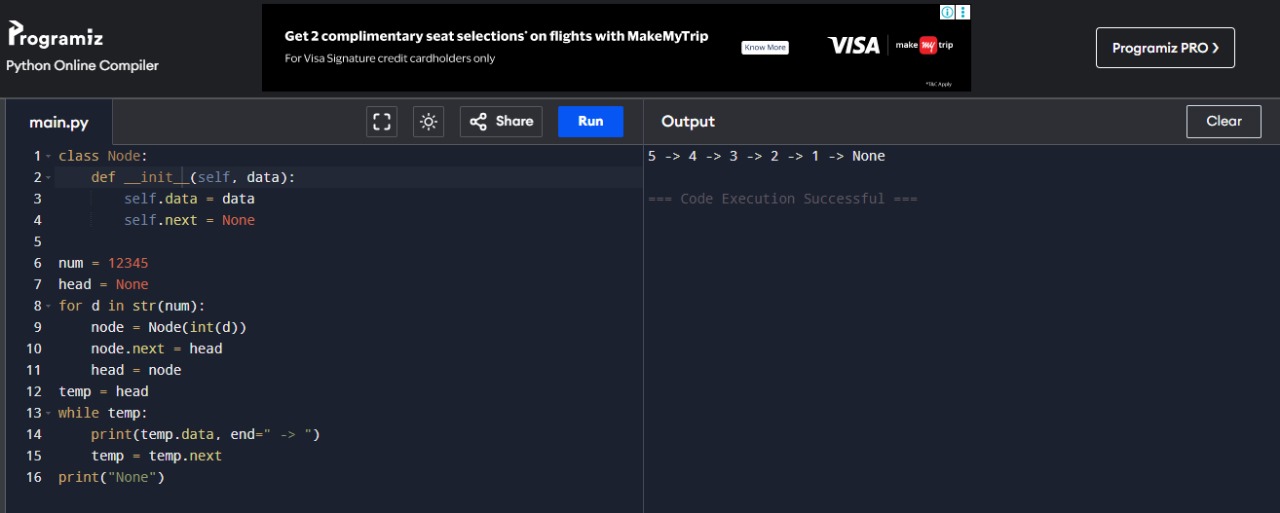 Programiz
Python Online Compiler
Get 2 complimentary seat selections* on flights with MakeMyTrip
For Visa Signature credit cardholders only
Know More
VISA
make my trip
*T&C Apply
Programiz PRO >
main.py
Share
Run
Output
Clear
1 class Node:
2     def __init__(self, data):
3         self.data = data
4         self.next = None
5
6 num = 12345
7 head = None
8 for d in str(num):
9     node = Node(int(d))
10     node.next = head
11     head = node
12 temp = head
13 while temp:
14     print(temp.data, end=" -> ")
15     temp = temp.next
16 print("None")
5 -> 4 -> 3 -> 2 -> 1 -> None
=== Code Execution Successful ===